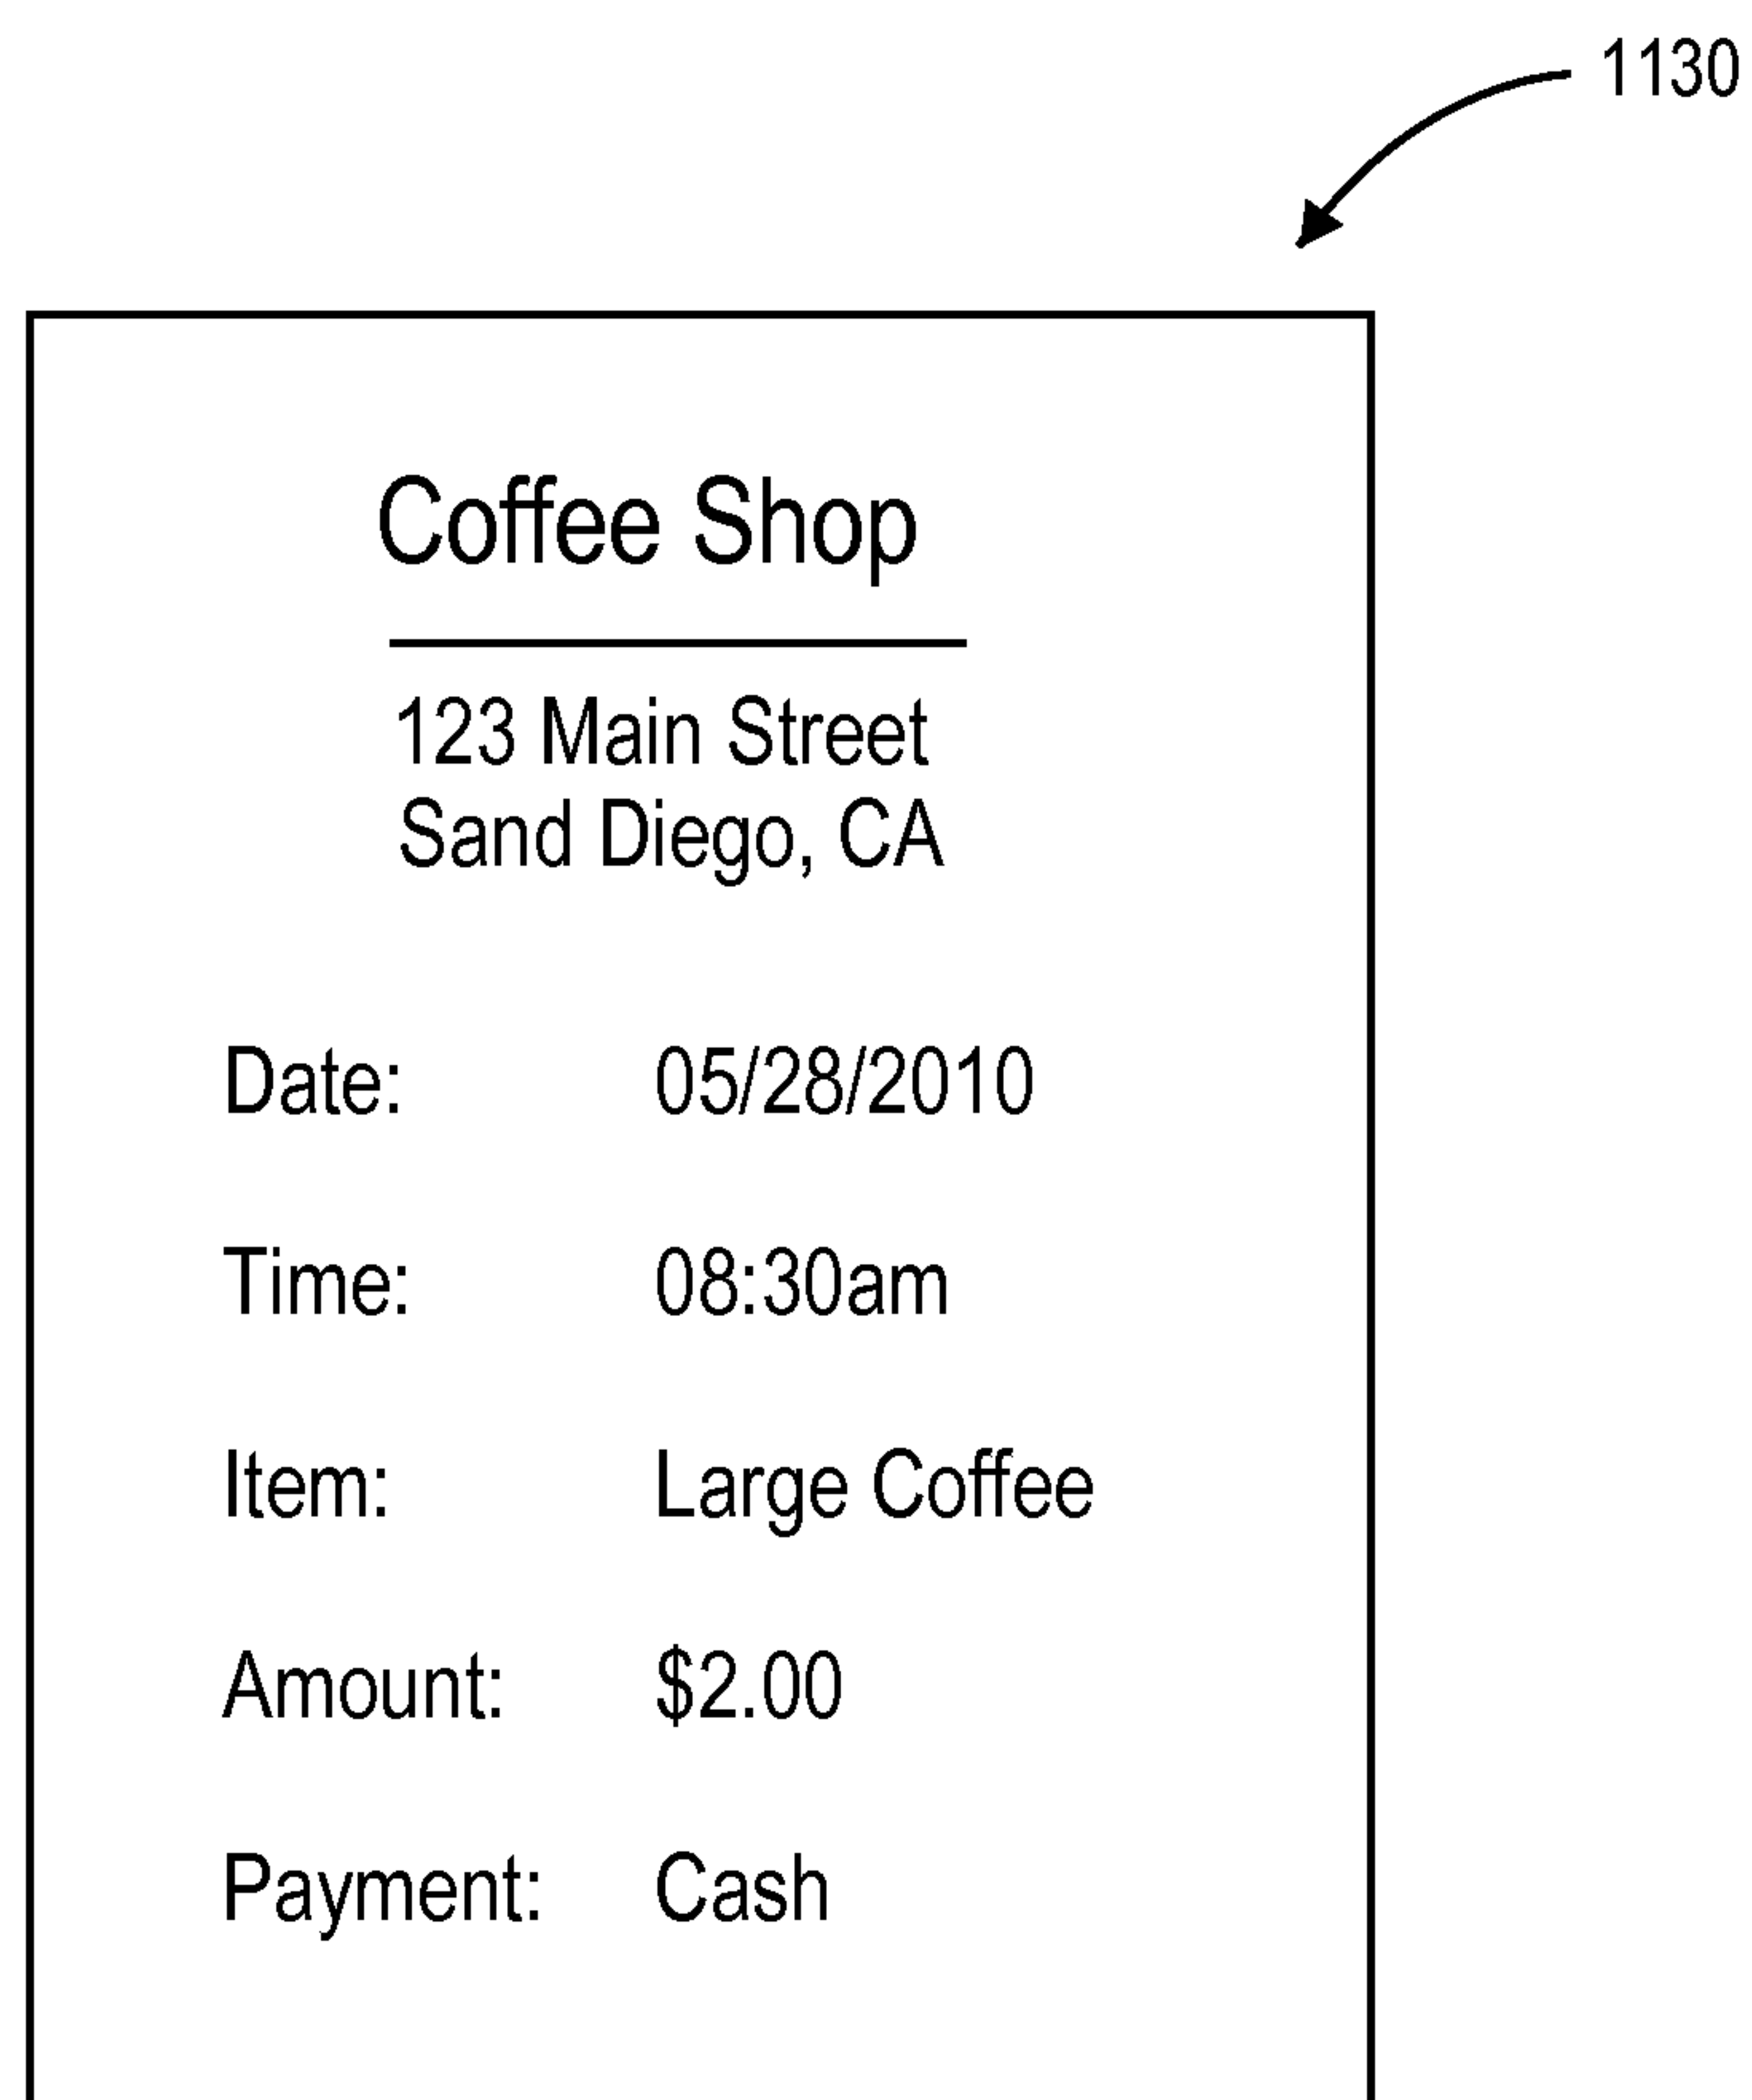 1130
Coffee Shop
123 Main Street
Sand Diego, CA
Date: 05/28/2010
Time: 08:30am
Item: Large Coffee
Amount: $2.00
Payment: Cash